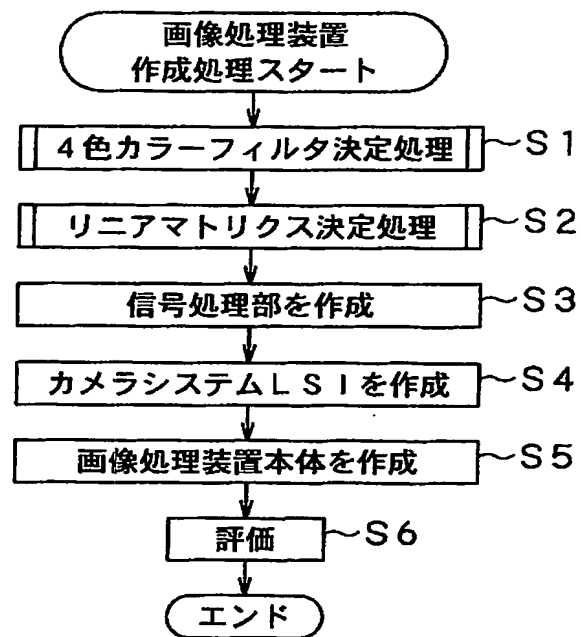 画像処理装置
作成処理スタート
4色カラーフィルタ決定処理
S1
リニアマトリクス決定処理
S2
信号処理部を作成
S3
カメラシステムLSIを作成
S4
画像処理装置本体を作成
S5
評価
S6
エンド